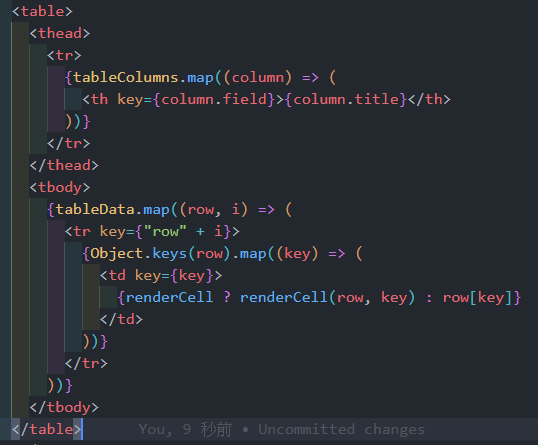 <table>
<thead>
<tr>
{tableColumns.map((column) => (
<th key={column.field}>{column.title}</th>
))}
</tr>
</thead>
<tbody>
{tableData.map((row, i) => (
<tr key={"row" + i}>
{Object.keys(row).map((key) => (
<td key={key}>
{renderCell ? renderCell(row, key) : row[key]}
</td>
))}
</tr>
))}
</tbody>
</table> You, 9 秒前 • Uncommitted changes